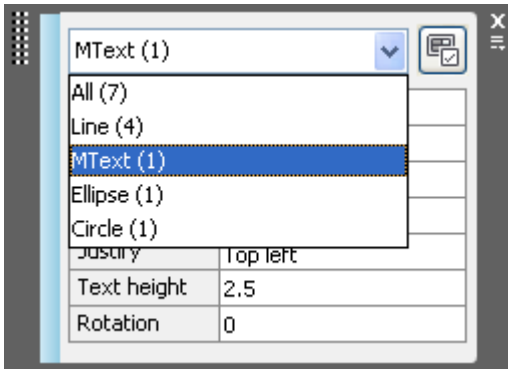 MText (1)
All (7)
Line (4)
MText (1)
Ellipse (1)
Circle (1)
Justify Top left
Text height 2.5
Rotation 0